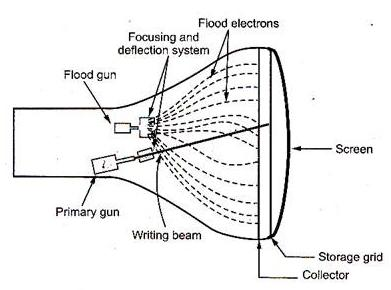 Focusing and
deflection system
Flood electrons
Flood gun
Screen
Primary gun
Writing beam
Storage grid
Collector